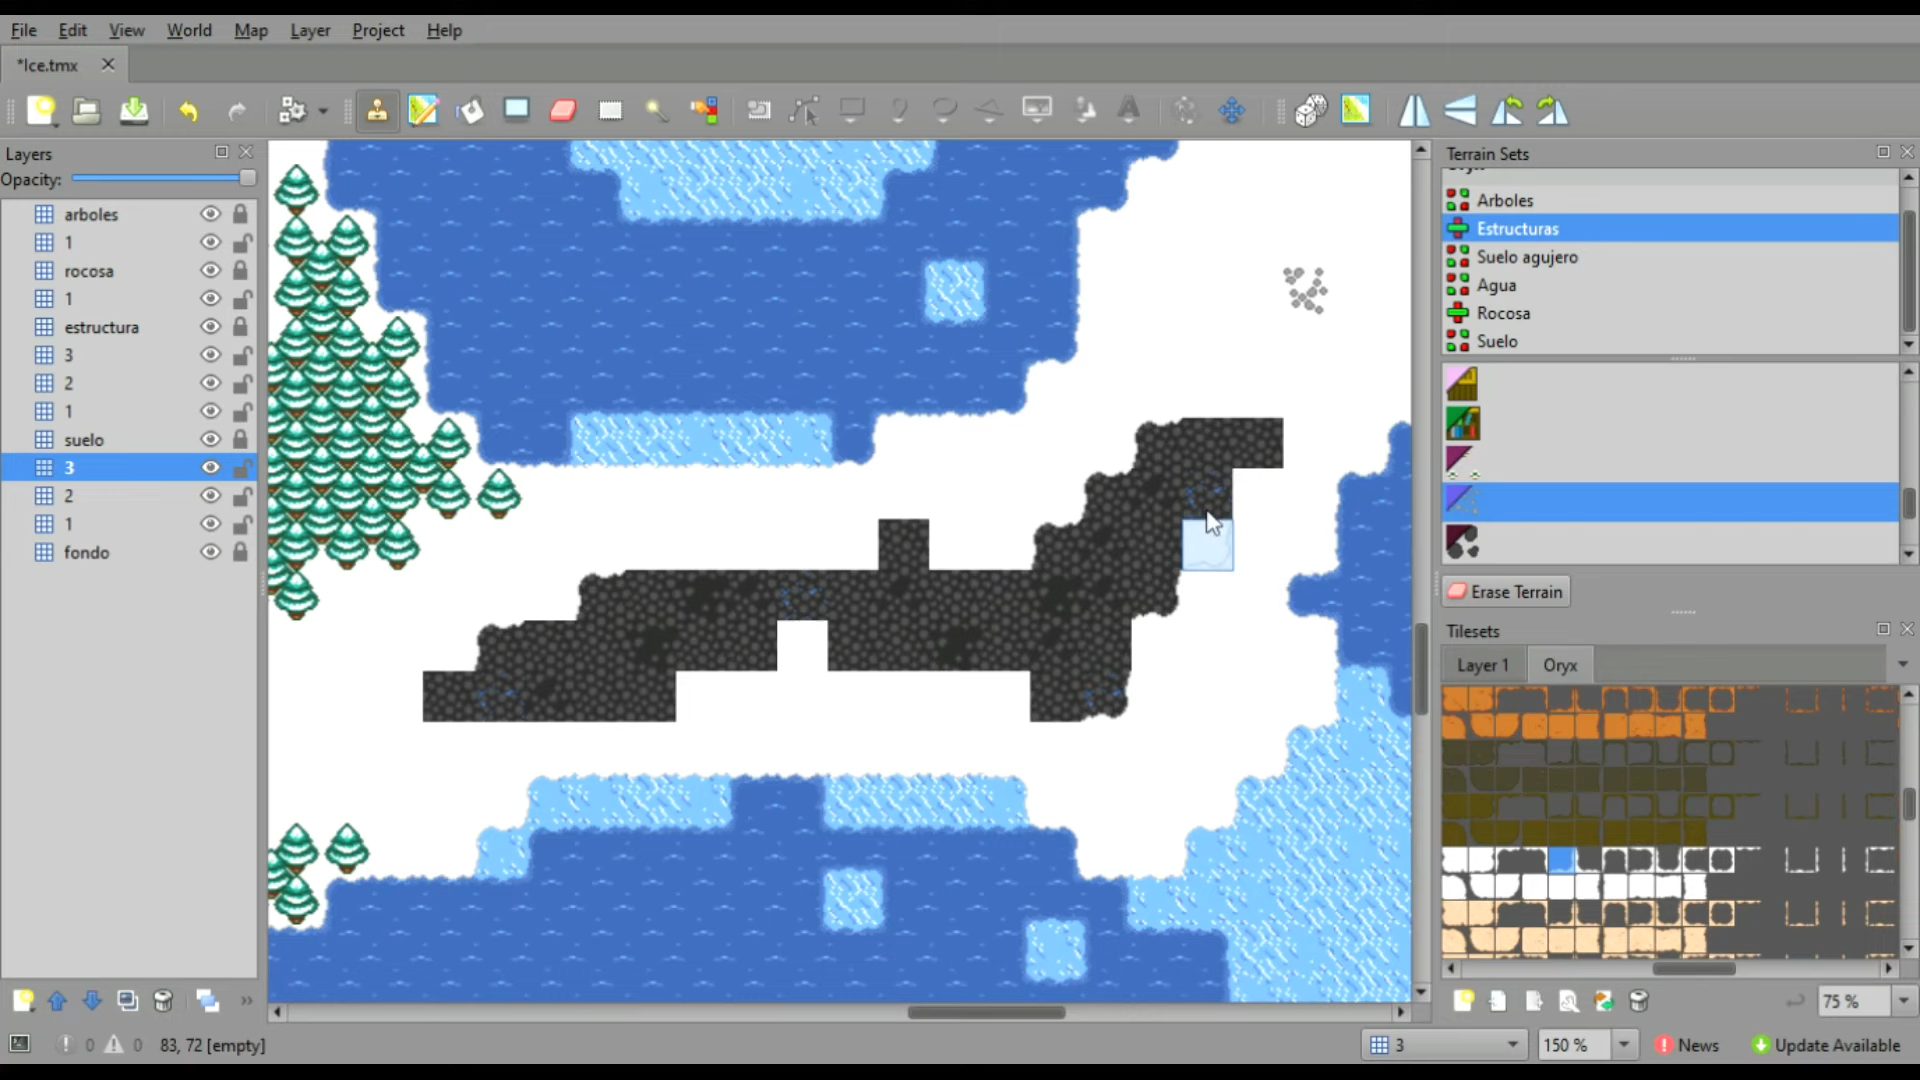 File Edit View World Map Layer Project Help
*Ice.tmx
Layers
Opacity:
arboles
1
rocosa
1
estructura
3
2
1
suelo
3
2
1
fondo
Terrain Sets
Arboles
Estructuras
Suelo agujero
Agua
Rocosa
Suelo
Erase Terrain
Tilesets
Layer 1 Oryx
75 %
0 0 83, 72 [empty]
3 150 % News Update Available